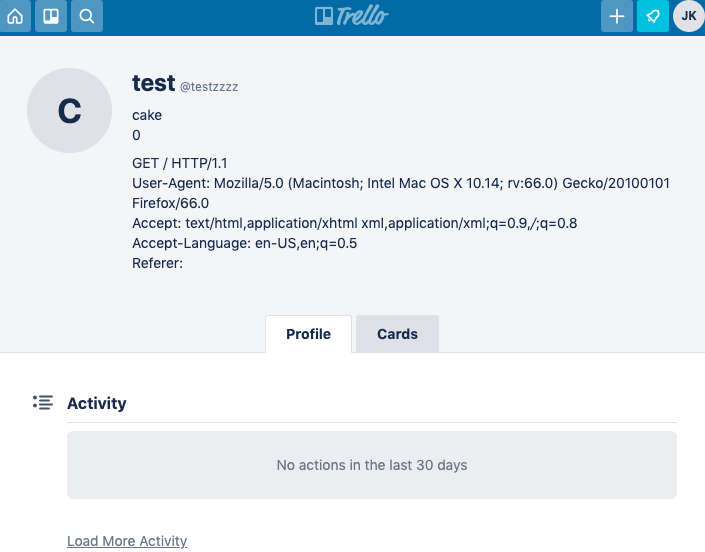 Trello
JK
C
test @testzzzz
cake
0
GET / HTTP/1.1
User-Agent: Mozilla/5.0 (Macintosh; Intel Mac OS X 10.14; rv:66.0) Gecko/20100101
Firefox/66.0
Accept: text/html,application/xhtml xml,application/xml;q=0.9,/;q=0.8
Accept-Language: en-US,en;q=0.5
Referer:
Profile Cards
Activity
No actions in the last 30 days
Load More Activity